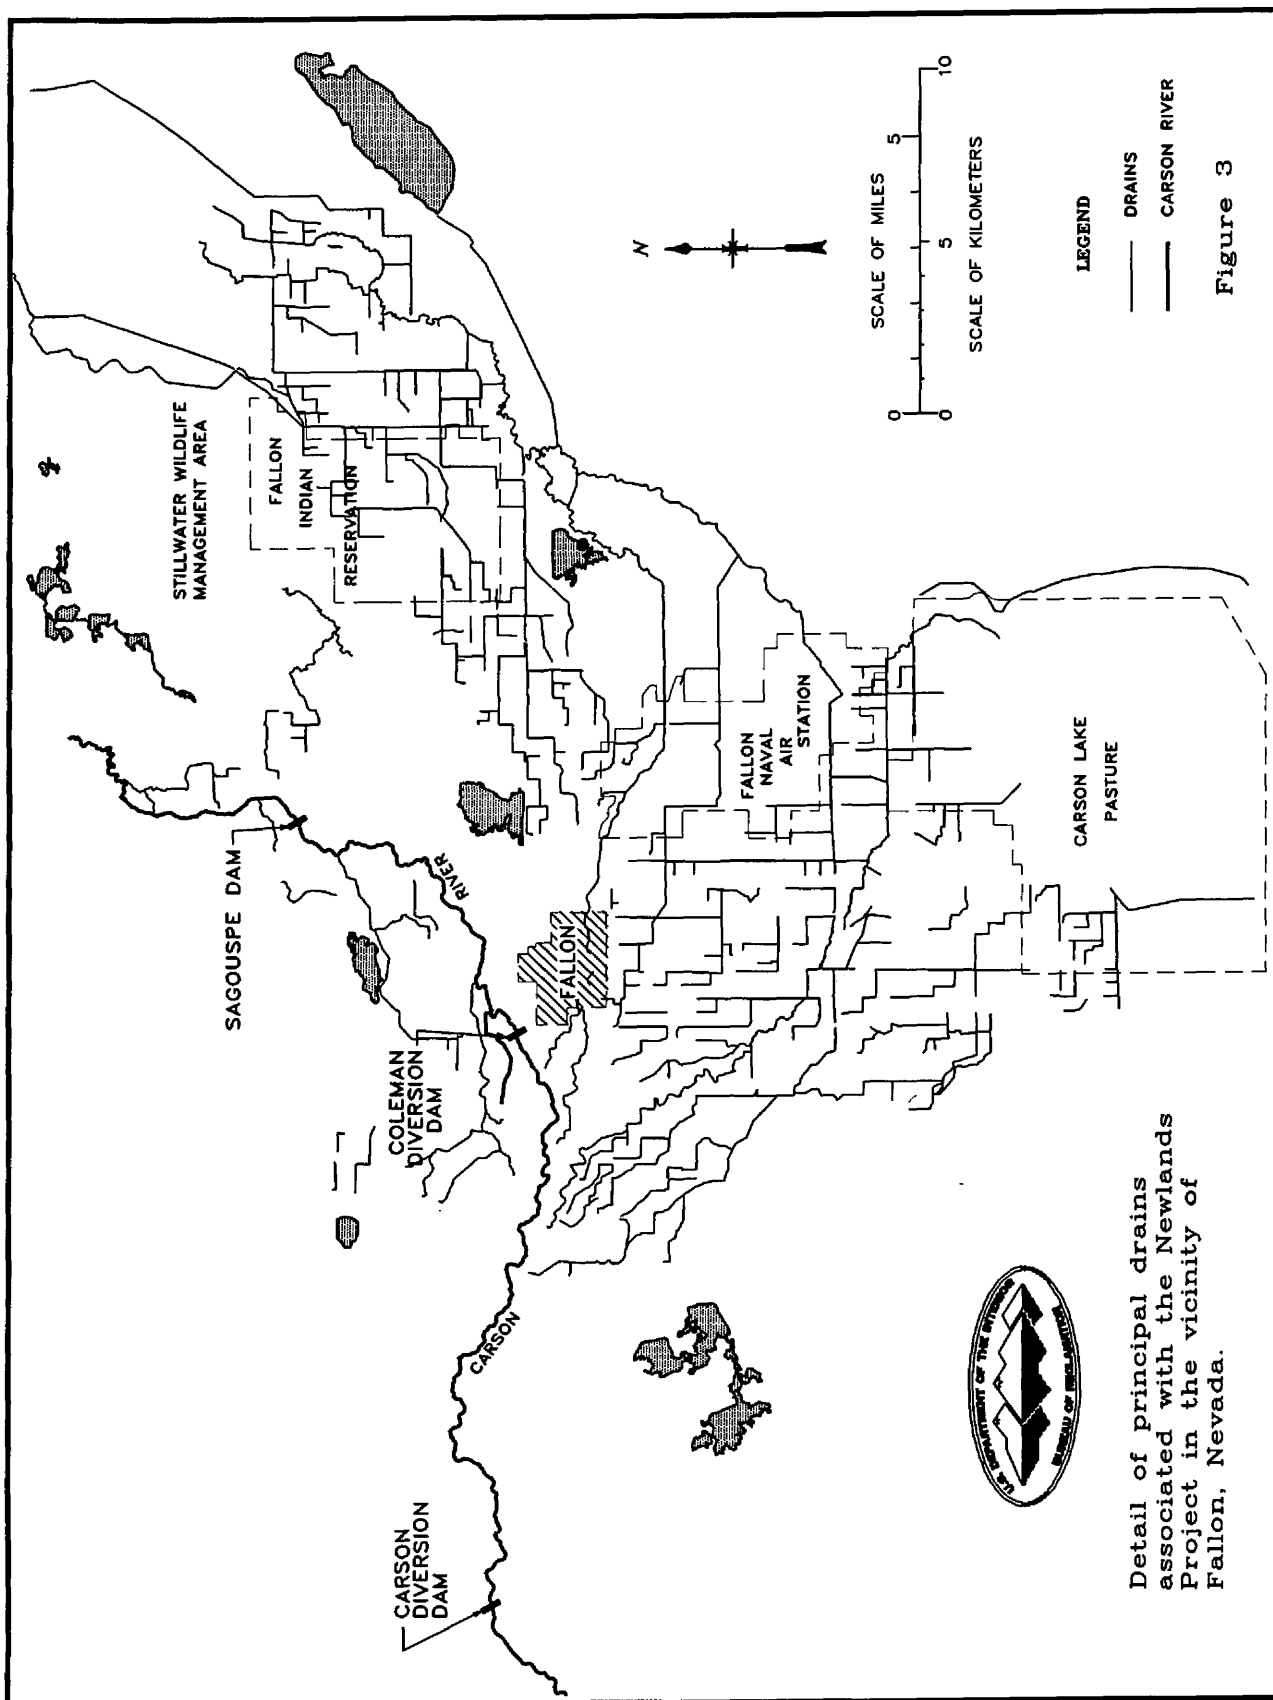 STILLWATER WILDLIFE
MANAGEMENT AREA
FALLON
INDIAN
RESERVATION
SAGOUSPE DAM
RIVER
COLEMAN
DIVERSION
DAM
FALLON
FALLON
NAVAL
AIR
STATION
CARSON LAKE
PASTURE
CARSON
CARSON
DIVERSION
DAM
N
SCALE OF MILES
0 5
0 5 10
SCALE OF KILOMETERS
LEGEND
DRAINS
CARSON RIVER
Figure 3
U.S. DEPARTMENT OF THE INTERIOR
BUREAU OF RECLAMATION
Detail of principal drains
associated with the Newlands
Project in the vicinity of
Fallon, Nevada.